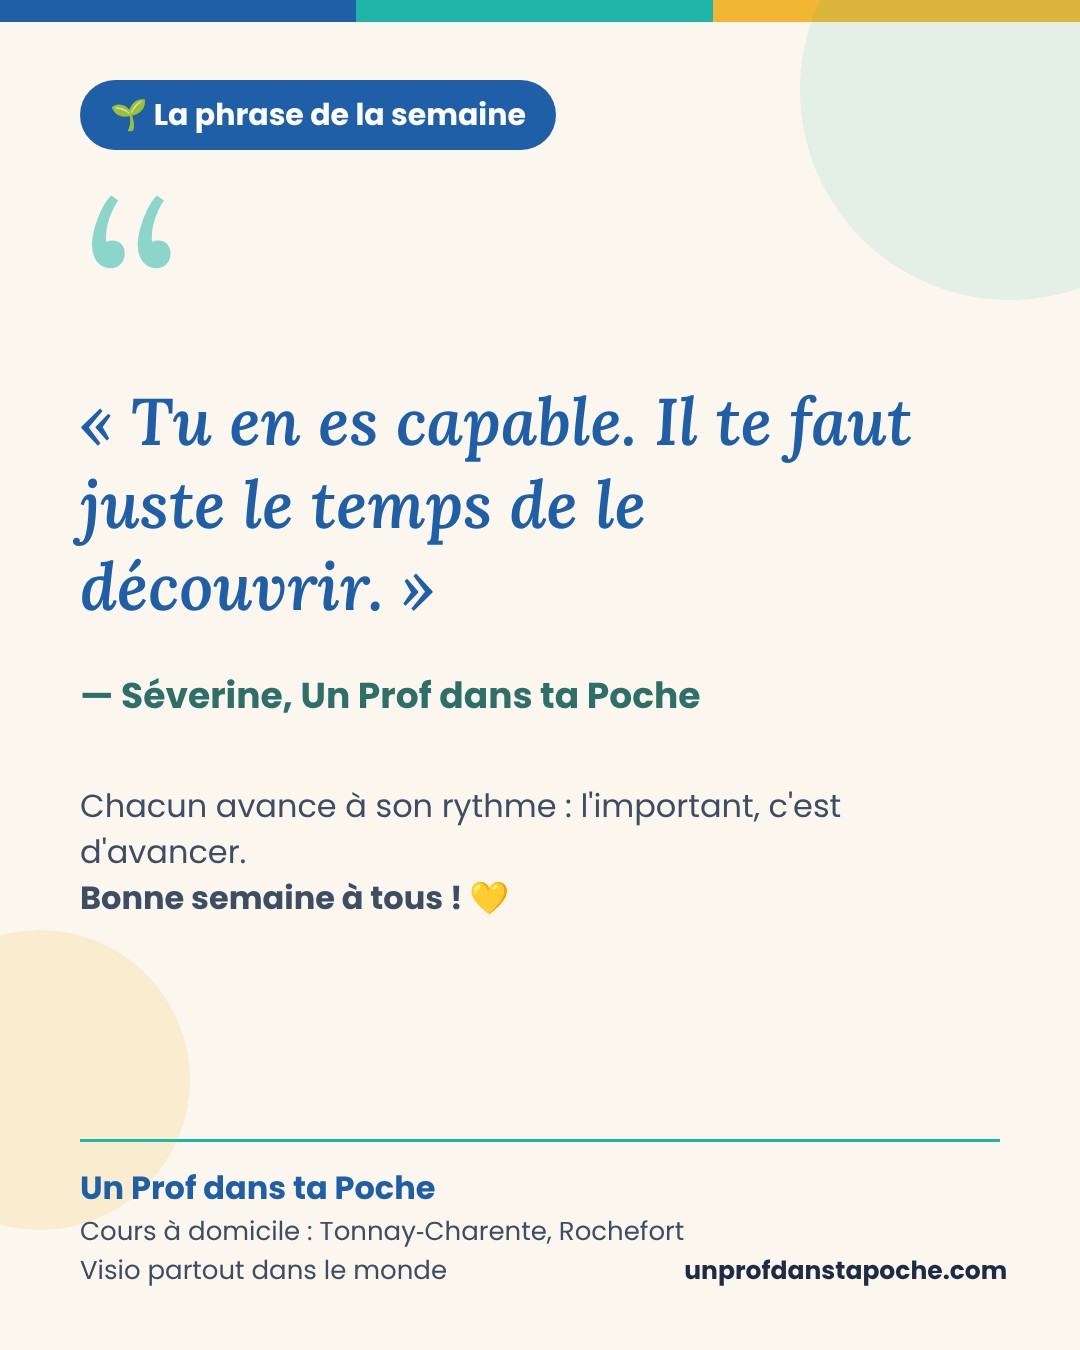 🌱 La phrase de la semaine
“
« Tu en es capable. Il te faut
juste le temps de le
découvrir. »
— Séverine, Un Prof dans ta Poche
Chacun avance à son rythme : l'important, c'est
d'avancer.
Bonne semaine à tous ! 💛
Un Prof dans ta Poche
Cours à domicile : Tonnay-Charente, Rochefort
Visio partout dans le monde
unprofdanstapoche.com